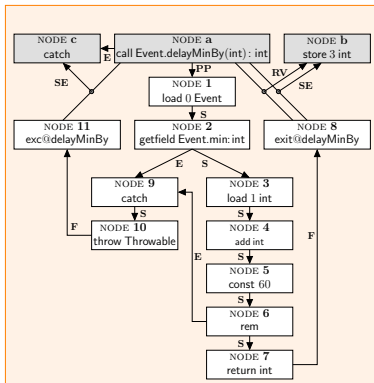 NODE c
catch
NODE a
call Event.delayMinBy(int): int
NODE b
store 3 int
E
PP
RV
SE
SE
NODE 1
load 0 Event
S
NODE 11
exc@delayMinBy
NODE 2
getfield Event.min: int
NODE 8
exit@delayMinBy
E
S
NODE 9
catch
NODE 3
load 1 int
S
S
NODE 10
throw Throwable
NODE 4
add int
F
F
S
E
NODE 5
const 60
S
NODE 6
rem
S
NODE 7
return int